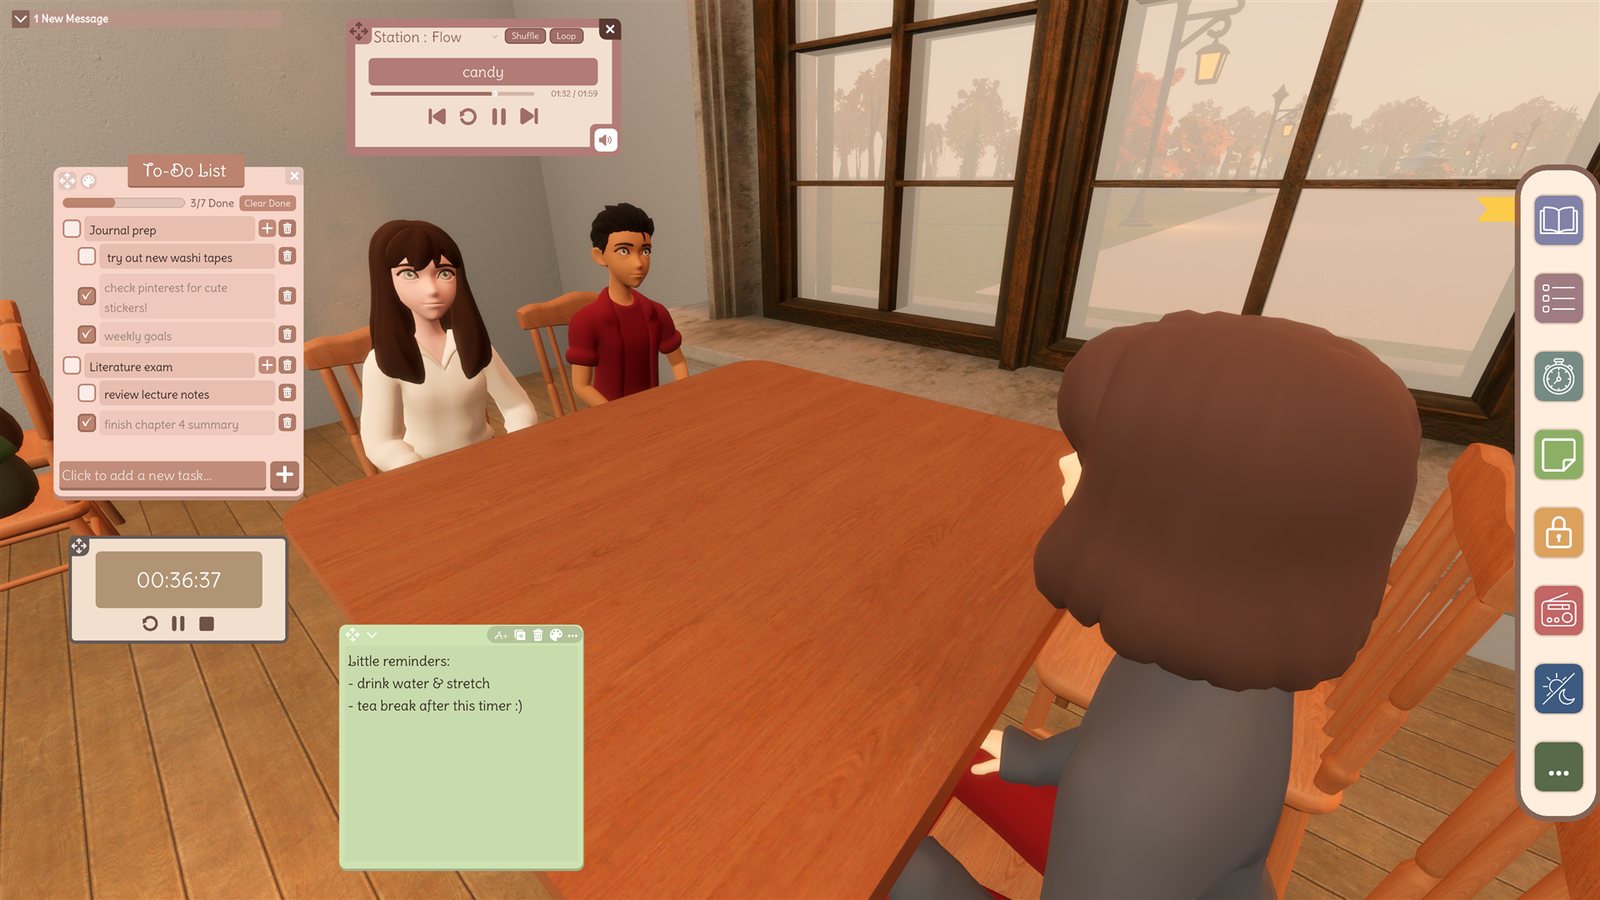 1 New Message
Station : Flow
Shuffle
Loop
candy
01:32 / 01:59
To-Do List
3/7 Done
Clear Done
Journal prep
try out new washi tapes
check pinterest for cute
stickers!
weekly goals
Literature exam
review lecture notes
finish chapter 4 summary
Click to add a new task...
00:36:37
A+
Little reminders:
- drink water & stretch
- tea break after this timer :)